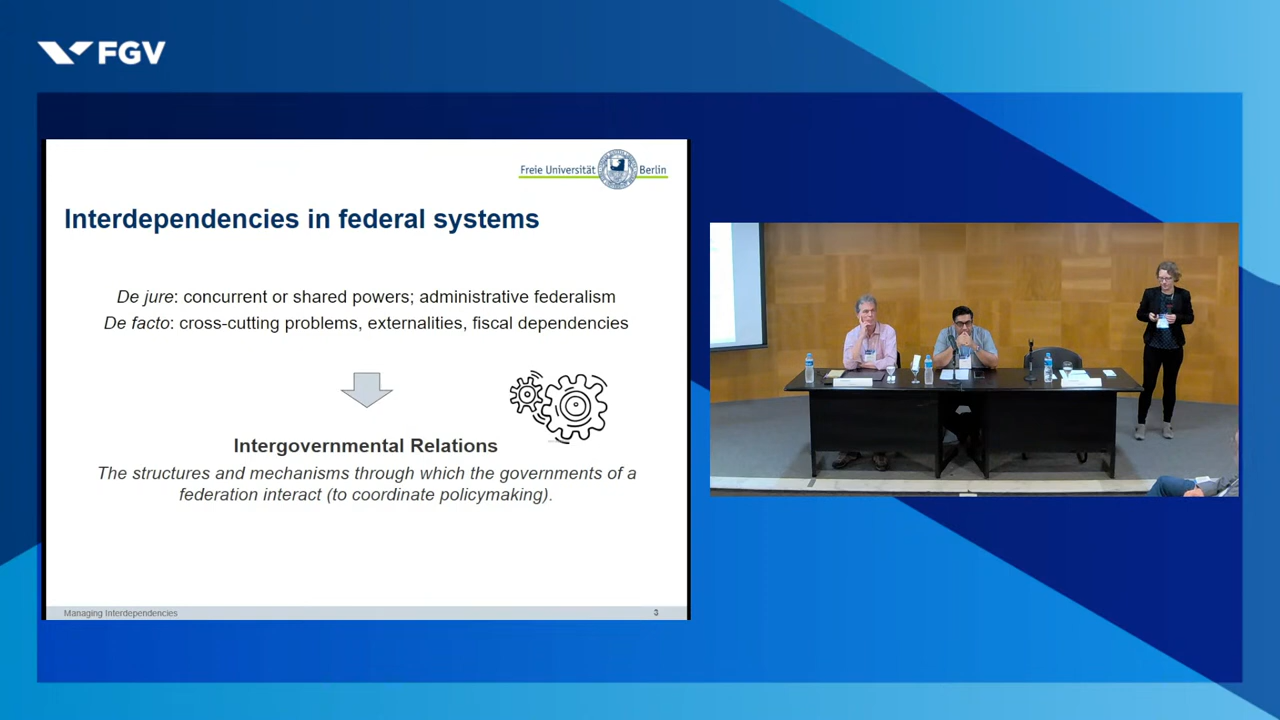 FGV
Freie Universität Berlin
Interdependencies in federal systems
De jure: concurrent or shared powers; administrative federalism
De facto: cross-cutting problems, externalities, fiscal dependencies
Intergovernmental Relations
The structures and mechanisms through which the governments of a
federation interact (to coordinate policymaking).
Managing Interdependencies
3